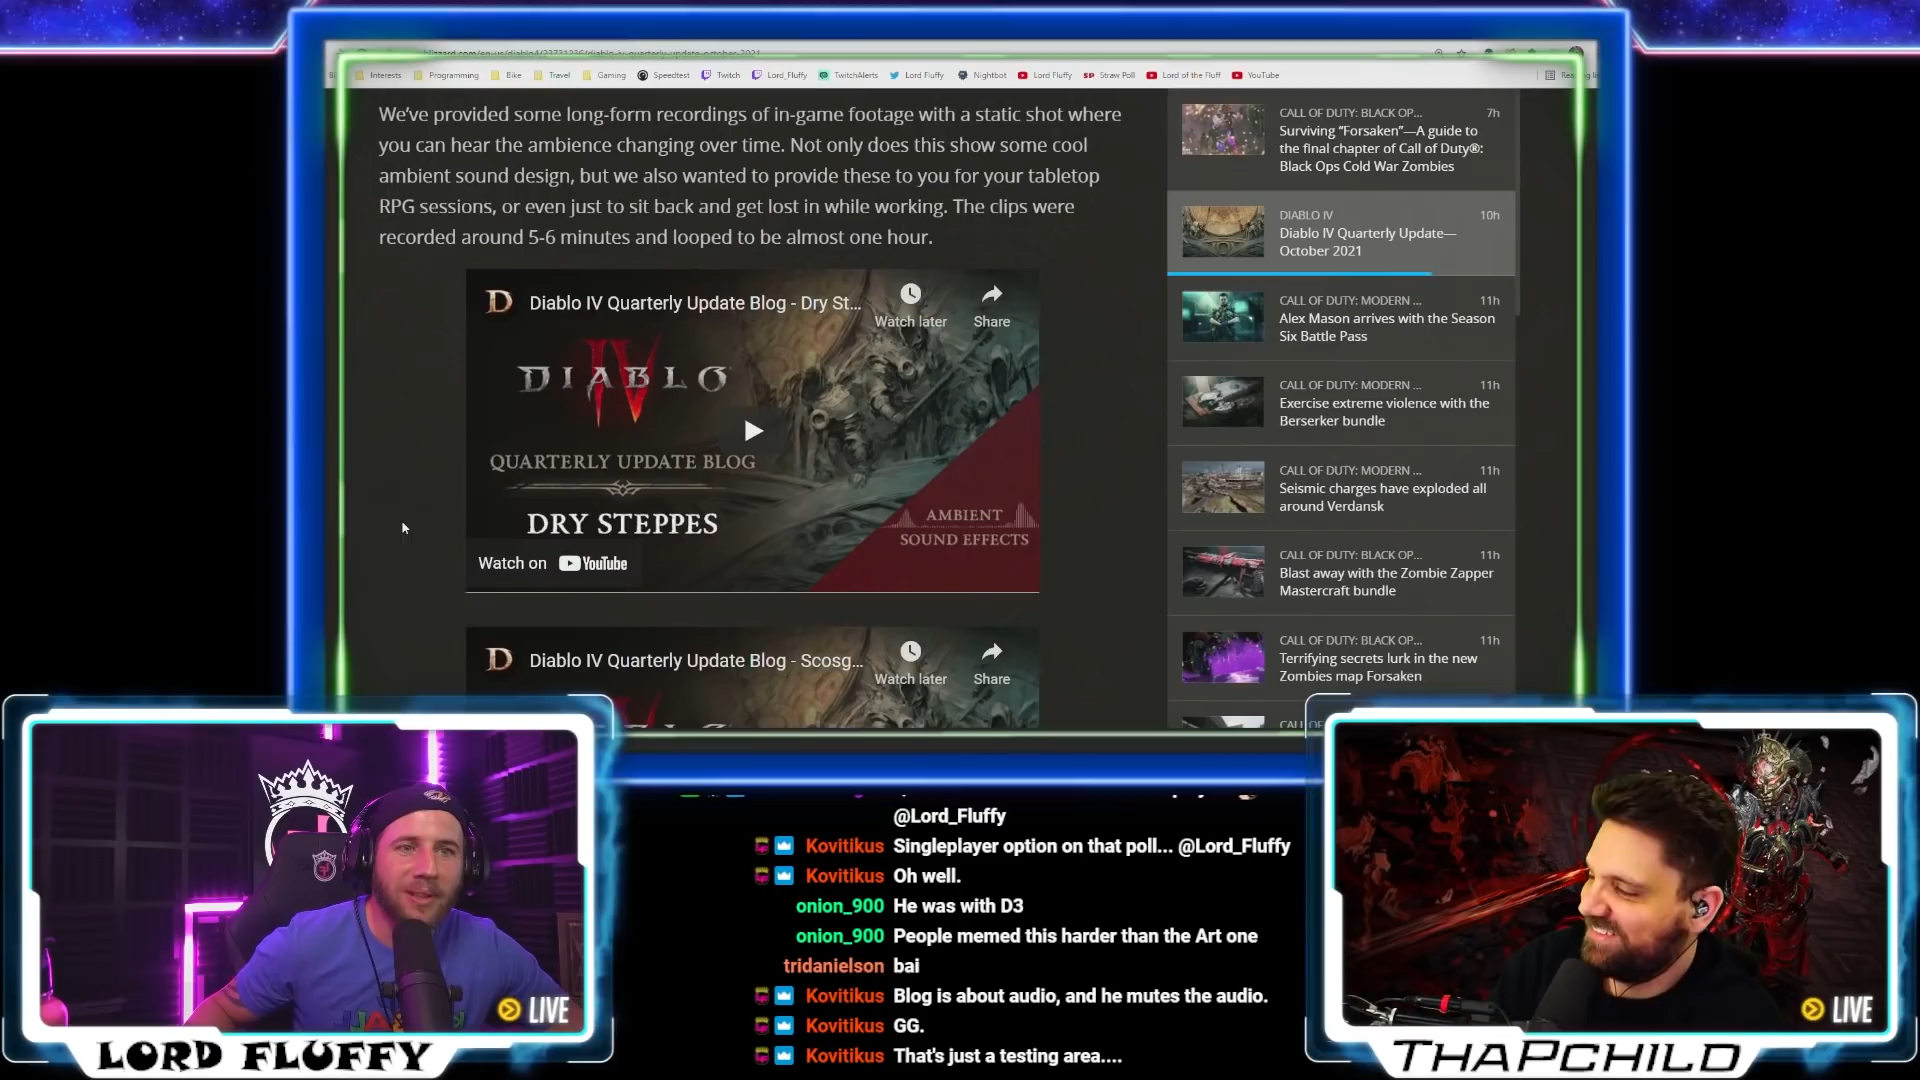 blizzard.com/en-us/diablo4/23731236/diablo-iv-quarterly-update-october-2021
Interests Programming Bike Travel Gaming Speedtest Twitch Lord_Fluffy TwitchAlerts Lord Fluffy Nightbot Lord Fluffy SP Straw Poll Lord of the Fluff YouTube
We've provided some long-form recordings of in-game footage with a static shot where
you can hear the ambience changing over time. Not only does this show some cool
ambient sound design, but we also wanted to provide these to you for your tabletop
RPG sessions, or even just to sit back and get lost in while working. The clips were
recorded around 5-6 minutes and looped to be almost one hour.
Diablo IV Quarterly Update Blog - Dry St...
Watch later Share
DIABLO
IV
QUARTERLY UPDATE BLOG
DRY STEPPES
AMBIENT
SOUND EFFECTS
Watch on YouTube
Diablo IV Quarterly Update Blog - Scosg...
Watch later Share
CALL OF DUTY: BLACK OP... 7h
Surviving “Forsaken”—A guide to
the final chapter of Call of Duty®:
Black Ops Cold War Zombies
DIABLO IV 10h
Diablo IV Quarterly Update—
October 2021
CALL OF DUTY: MODERN ... 11h
Alex Mason arrives with the Season
Six Battle Pass
CALL OF DUTY: MODERN ... 11h
Exercise extreme violence with the
Berserker bundle
CALL OF DUTY: MODERN ... 11h
Seismic charges have exploded all
around Verdansk
CALL OF DUTY: BLACK OP... 11h
Blast away with the Zombie Zapper
Mastercraft bundle
CALL OF DUTY: BLACK OP... 11h
Terrifying secrets lurk in the new
Zombies map Forsaken
@Lord_Fluffy
Kovitikus Singleplayer option on that poll... @Lord_Fluffy
Kovitikus Oh well.
onion_900 He was with D3
onion_900 People memed this harder than the Art one
tridanielson bai
Kovitikus Blog is about audio, and he mutes the audio.
Kovitikus GG.
Kovitikus That's just a testing area....
LIVE
LORD FLUFFY
LIVE
THAPCHILD